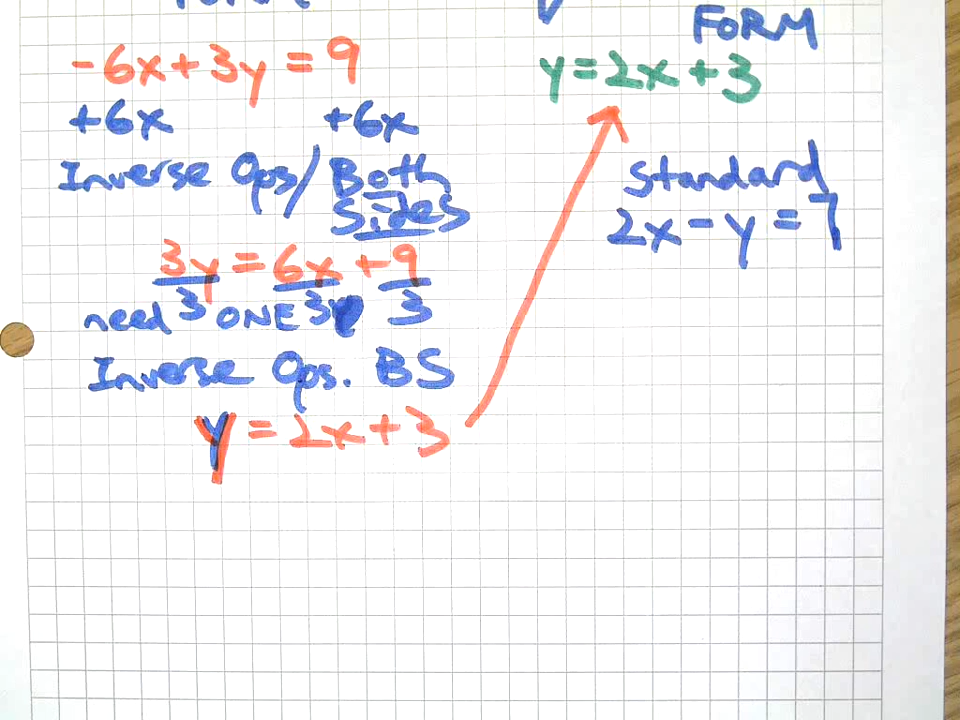 FORM
-6x+3y=9
+6x +6x
Inverse Ops/Both
Sides
3y=6x+9
3 3 3
need ONE y
Inverse Ops. BS
y=2x+3
FORM
y=2x+3
Standard
2x-y=7